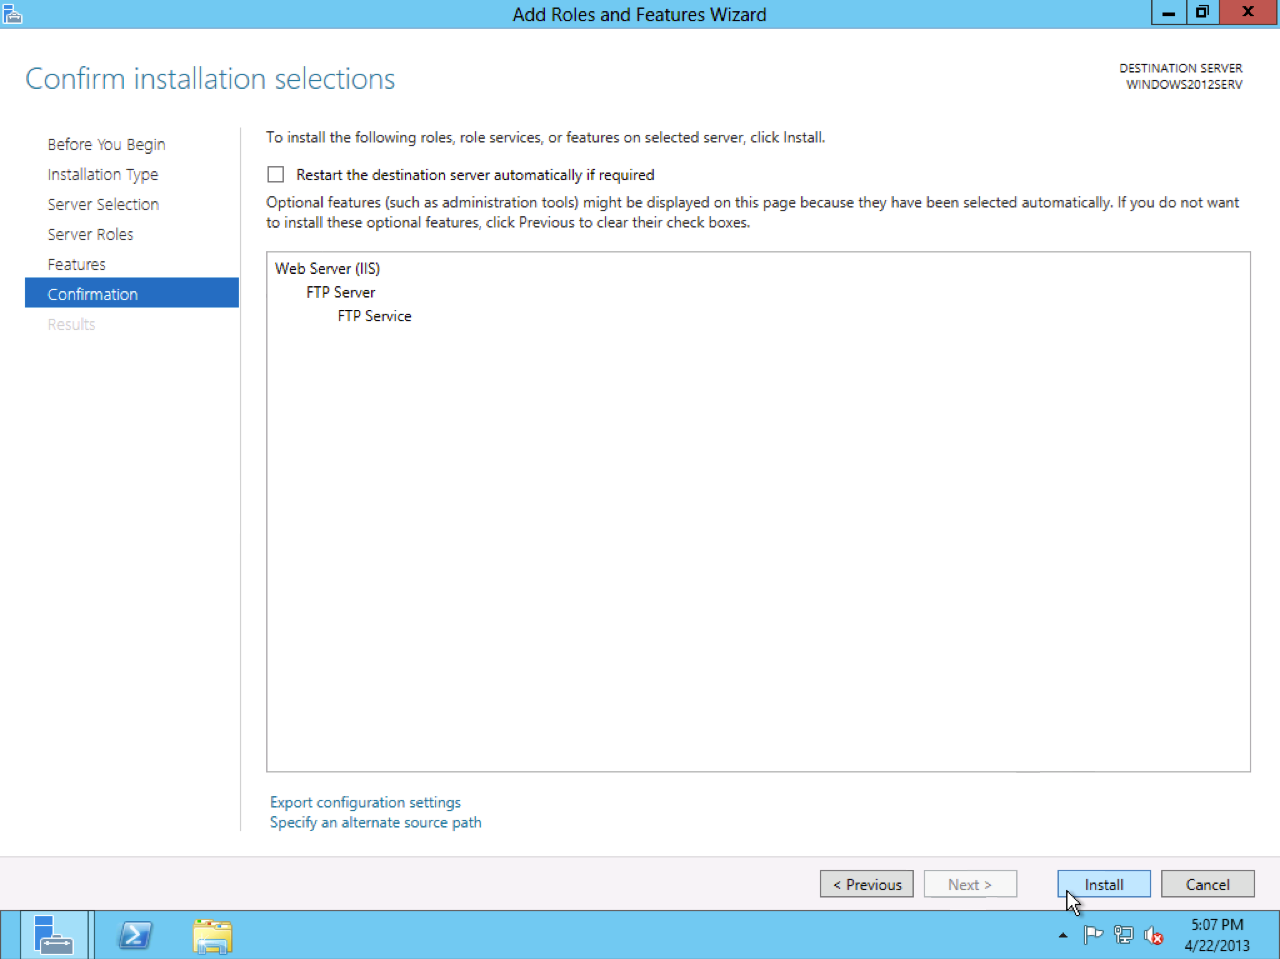 Add Roles and Features Wizard
Confirm installation selections
DESTINATION SERVER
WINDOWS2012SERV
Before You Begin
Installation Type
Server Selection
Server Roles
Features
Confirmation
Results
To install the following roles, role services, or features on selected server, click Install.
Restart the destination server automatically if required
Optional features (such as administration tools) might be displayed on this page because they have been selected automatically. If you do not want
to install these optional features, click Previous to clear their check boxes.
Web Server (IIS)
FTP Server
FTP Service
Export configuration settings
Specify an alternate source path
< Previous
Next >
Install
Cancel
5:07 PM
4/22/2013